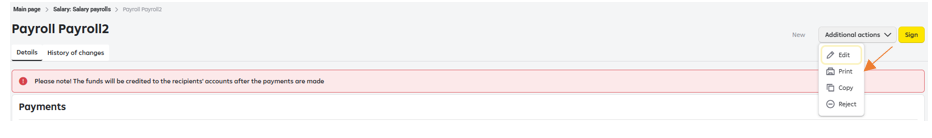 Main page > Salary: Salary payrolls > Payroll Payroll2
Payroll Payroll2
New
Additional actions
Sign
Details
History of changes
Edit
Print
Copy
Reject
Please note! The funds will be credited to the recipients' accounts after the payments are made
Payments